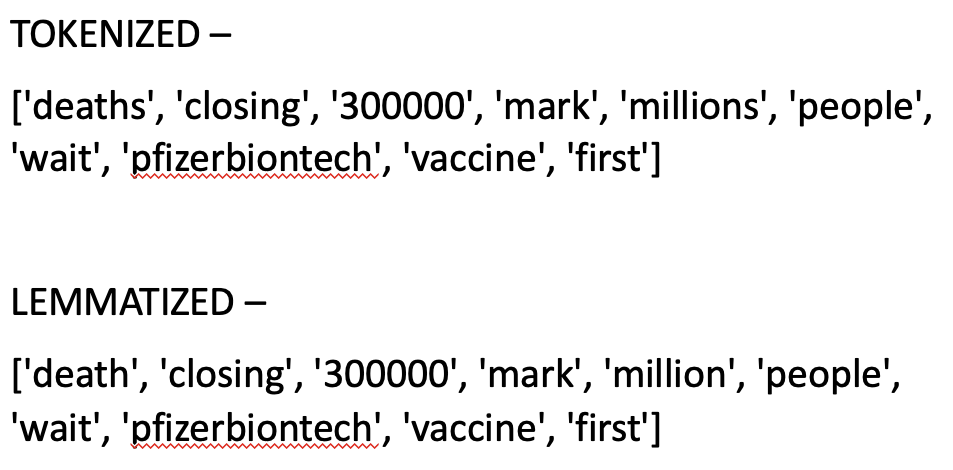 TOKENIZED –
['deaths', 'closing', '300000', 'mark', 'millions', 'people',
'wait', 'pfizerbiontech', 'vaccine', 'first']
LEMMATIZED –
['death', 'closing', '300000', 'mark', 'million', 'people',
'wait', 'pfizerbiontech', 'vaccine', 'first']